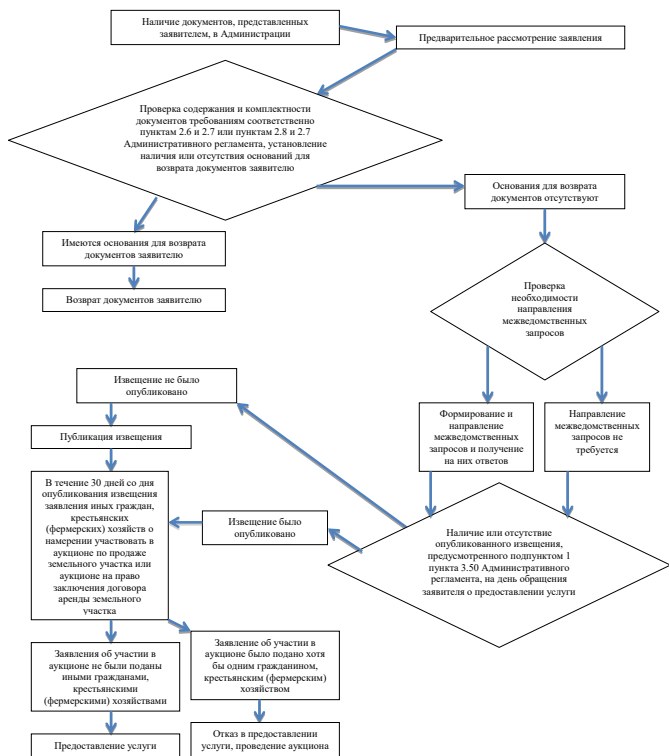 Наличие документов, представленных
заявителем, в Администрации
Предварительное рассмотрение заявления
Проверка содержания и комплектности
документов требованиям соответственно
пунктам 2.6 и 2.7 или пунктам 2.8 и 2.7
Административного регламента, установление
наличия или отсутствия оснований для
возврата документов заявителю
Основания для возврата
документов отсутствуют
Имеются основания для возврата
документов заявителю
Возврат документов заявителю
Проверка
необходимости
направления
межведомственных
запросов
Извещение не было
опубликовано
Формирование и
направление
межведомственных
запросов и получение
на них ответов
Направление
межведомственных
запросов не
требуется
Публикация извещения
В течение 30 дней со дня
опубликования извещения
заявления иных граждан,
крестьянских
(фермерских) хозяйств о
намерении участвовать в
аукционе по продаже
земельного участка или
аукционе на право
заключения договора
аренды земельного
участка
Извещение было
опубликовано
Наличие или отсутствие
опубликованного извещения,
предусмотренного подпунктом 1
пункта 3.50 Административного
регламента, на день обращения
заявителя о предоставлении услуги
Заявления об участии в
аукционе не были поданы
иными гражданами,
крестьянскими
(фермерскими) хозяйствами
Заявление об участии в
аукционе было подано хотя
бы одним гражданином,
крестьянским (фермерским)
хозяйством
Предоставление услуги
Отказ в предоставлении
услуги, проведение аукциона